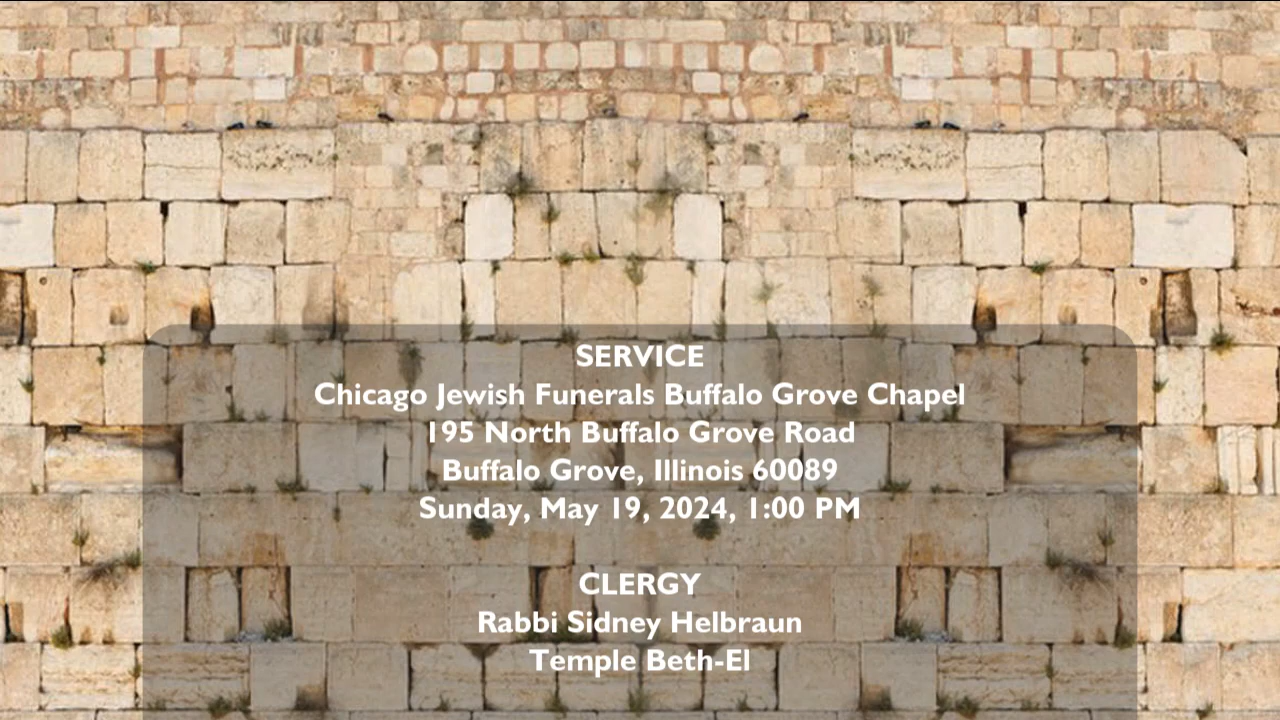 SERVICE
Chicago Jewish Funerals Buffalo Grove Chapel
195 North Buffalo Grove Road
Buffalo Grove, Illinois 60089
Sunday, May 19, 2024, 1:00 PM
CLERGY
Rabbi Sidney Helbraun
Temple Beth-El